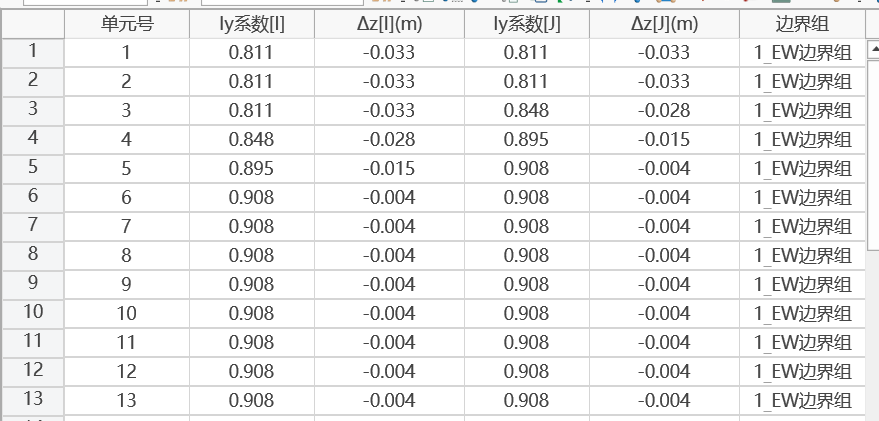 单元号 Iy系数[I] Δz[I](m) Iy系数[J] Δz[J](m) 边界组
1 1 0.811 -0.033 0.811 -0.033 1_EW边界组
2 2 0.811 -0.033 0.811 -0.033 1_EW边界组
3 3 0.811 -0.033 0.848 -0.028 1_EW边界组
4 4 0.848 -0.028 0.895 -0.015 1_EW边界组
5 5 0.895 -0.015 0.908 -0.004 1_EW边界组
6 6 0.908 -0.004 0.908 -0.004 1_EW边界组
7 7 0.908 -0.004 0.908 -0.004 1_EW边界组
8 8 0.908 -0.004 0.908 -0.004 1_EW边界组
9 9 0.908 -0.004 0.908 -0.004 1_EW边界组
10 10 0.908 -0.004 0.908 -0.004 1_EW边界组
11 11 0.908 -0.004 0.908 -0.004 1_EW边界组
12 12 0.908 -0.004 0.908 -0.004 1_EW边界组
13 13 0.908 -0.004 0.908 -0.004 1_EW边界组